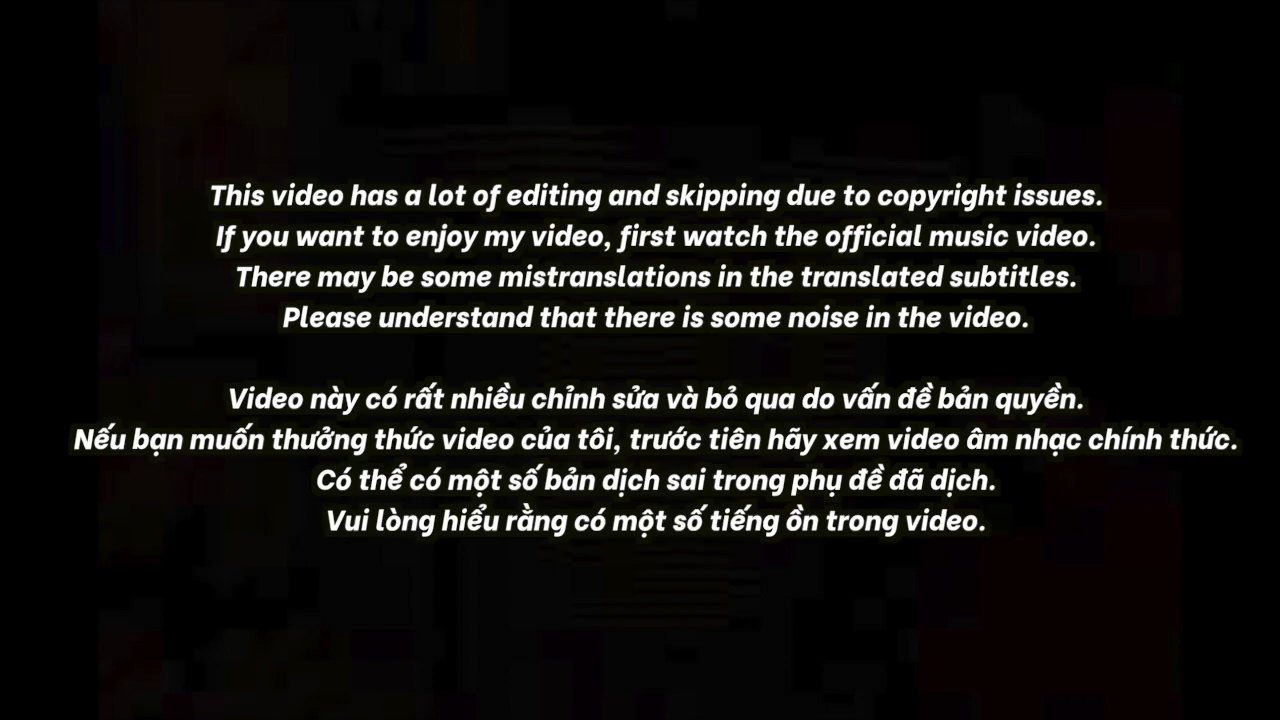 This video has a lot of editing and skipping due to copyright issues.
If you want to enjoy my video, first watch the official music video.
There may be some mistranslations in the translated subtitles.
Please understand that there is some noise in the video.
Video này có rất nhiều chỉnh sửa và bỏ qua do vấn đề bản quyền.
Nếu bạn muốn thưởng thức video của tôi, trước tiên hãy xem video âm nhạc chính thức.
Có thể có một số bản dịch sai trong phụ đề đã dịch.
Vui lòng hiểu rằng có một số tiếng ồn trong video.